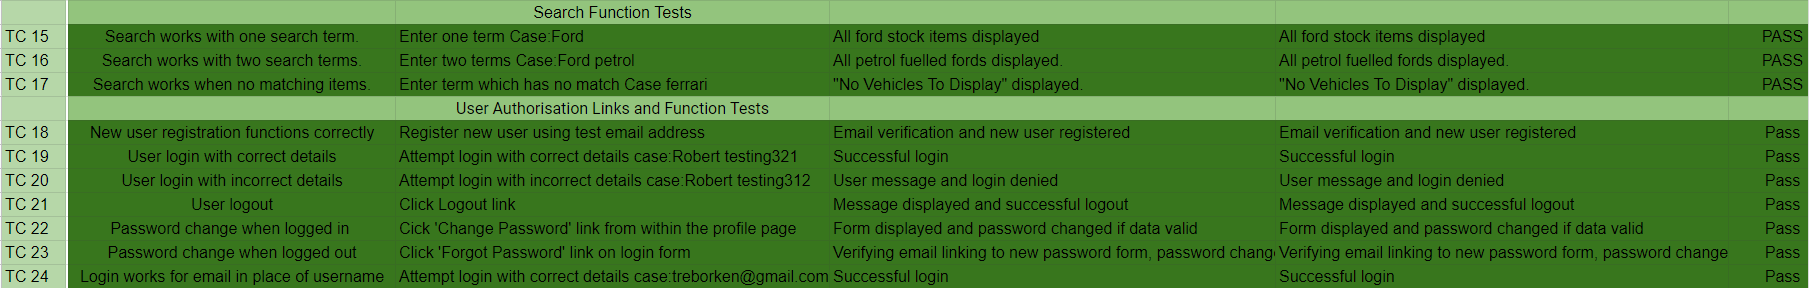 Search Function Tests
TC 15 Search works with one search term. Enter one term Case:Ford All ford stock items displayed All ford stock items displayed PASS
TC 16 Search works with two search terms. Enter two terms Case:Ford petrol All petrol fuelled fords displayed. All petrol fuelled fords displayed. PASS
TC 17 Search works when no matching items. Enter term which has no match Case ferrari "No Vehicles To Display" displayed. "No Vehicles To Display" displayed. PASS
User Authorisation Links and Function Tests
TC 18 New user registration functions correctly Register new user using test email address Email verification and new user registered Email verification and new user registered Pass
TC 19 User login with correct details Attempt login with correct details case:Robert testing321 Successful login Successful login Pass
TC 20 User login with incorrect details Attempt login with incorrect details case:Robert testing312 User message and login denied User message and login denied Pass
TC 21 User logout Click Logout link Message displayed and successful logout Message displayed and successful logout Pass
TC 22 Password change when logged in Cick 'Change Password' link from within the profile page Form displayed and password changed if data valid Form displayed and password changed if data valid Pass
TC 23 Password change when logged out Click 'Forgot Password' link on login form Verifying email linking to new password form, password chang Verifying email linking to new password form, password change Pass
TC 24 Login works for email in place of username Attempt login with correct details case:treborken@gmail.com Successful login Successful login Pass